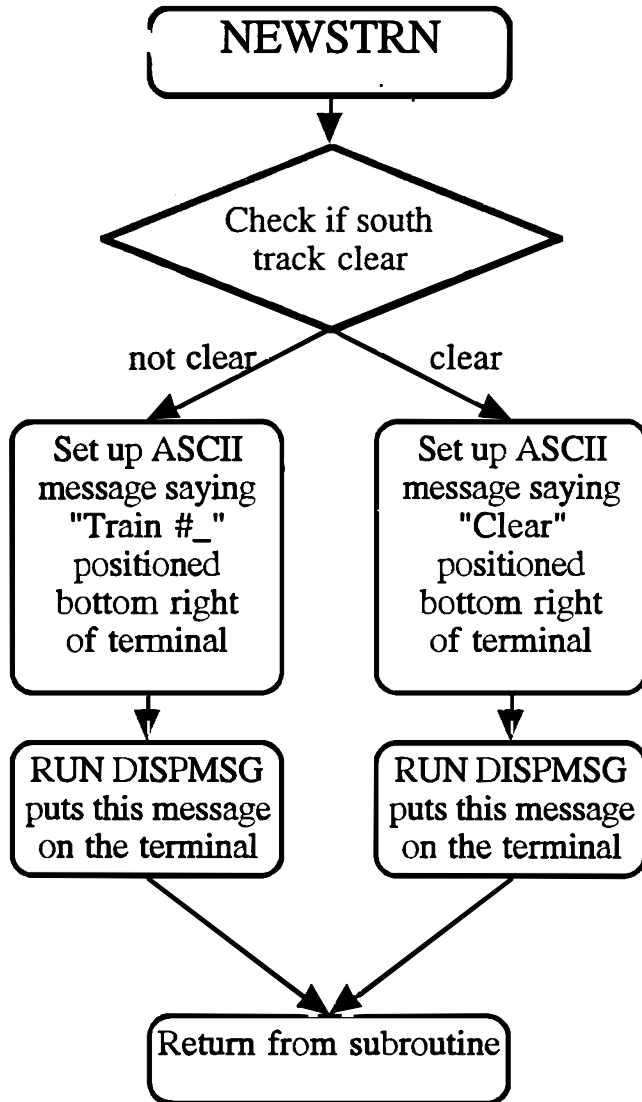 NEWSTRN
Check if south
track clear
not clear
clear
Set up ASCII
message saying
"Train #_"
positioned
bottom right
of terminal
Set up ASCII
message saying
"Clear"
positioned
bottom right
of terminal
RUN DISPMSG
puts this message
on the terminal
RUN DISPMSG
puts this message
on the terminal
Return from subroutine